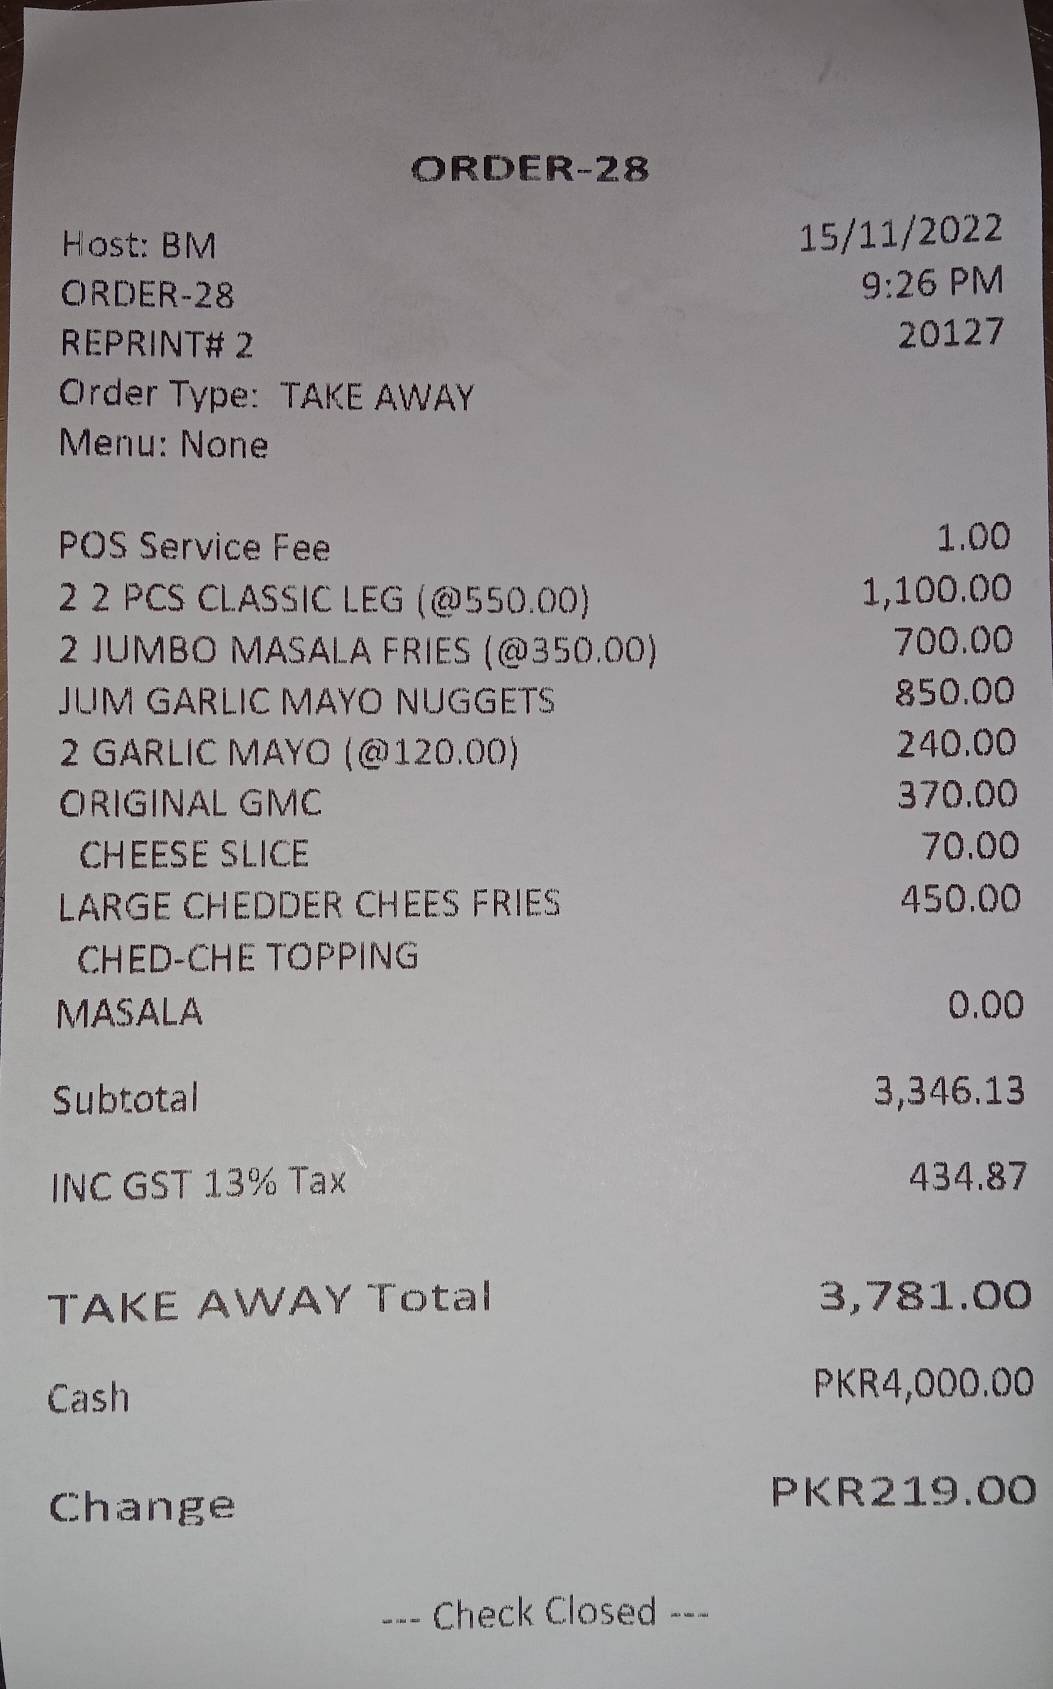 ORDER-28
Host: BM 15/11/2022
ORDER-28 9:26 PM
REPRINT# 2 20127
Order Type: TAKE AWAY
Menu: None
POS Service Fee 1.00
2 2 PCS CLASSIC LEG (@550.00) 1,100.00
2 JUMBO MASALA FRIES (@350.00) 700.00
JUM GARLIC MAYO NUGGETS 850.00
2 GARLIC MAYO (@120.00) 240.00
ORIGINAL GMC 370.00
CHEESE SLICE 70.00
LARGE CHEDDER CHEES FRIES 450.00
CHED-CHE TOPPING
MASALA 0.00
Subtotal 3,346.13
INC GST 13% Tax 434.87
TAKE AWAY Total 3,781.00
Cash PKR4,000.00
Change PKR219.00
--- Check Closed ---